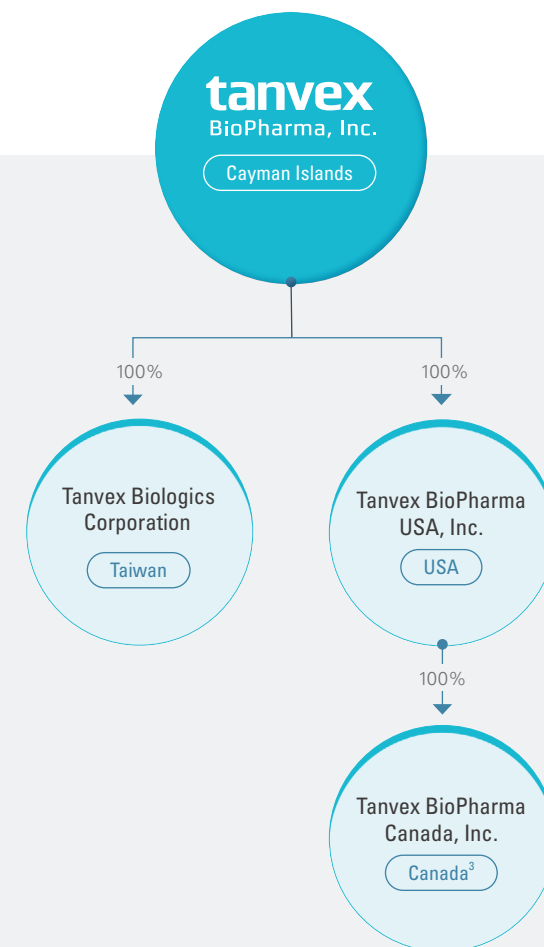 tanvex
BioPharma, Inc.
Cayman Islands
100%
100%
Tanvex Biologics
Corporation
Taiwan
Tanvex BioPharma
USA, Inc.
USA
100%
Tanvex BioPharma
Canada, Inc.
Canada³